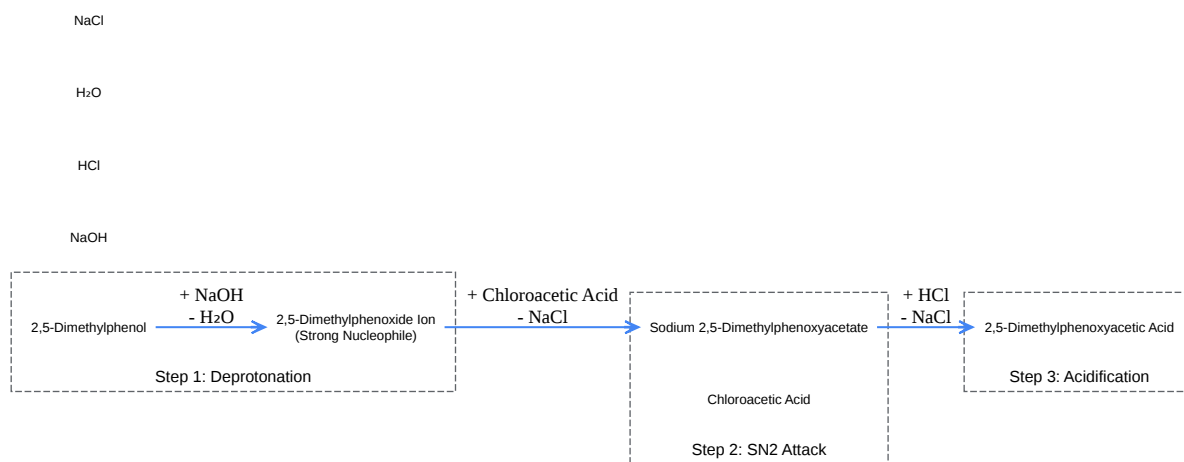 NaCl
H₂O
HCl
NaOH
+ NaOH
- H₂O
+ Chloroacetic Acid
- NaCl
+ HCl
- NaCl
2,5-Dimethylphenol
2,5-Dimethylphenoxide Ion
(Strong Nucleophile)
Sodium 2,5-Dimethylphenoxyacetate
2,5-Dimethylphenoxyacetic Acid
Step 1: Deprotonation
Step 3: Acidification
Chloroacetic Acid
Step 2: SN2 Attack